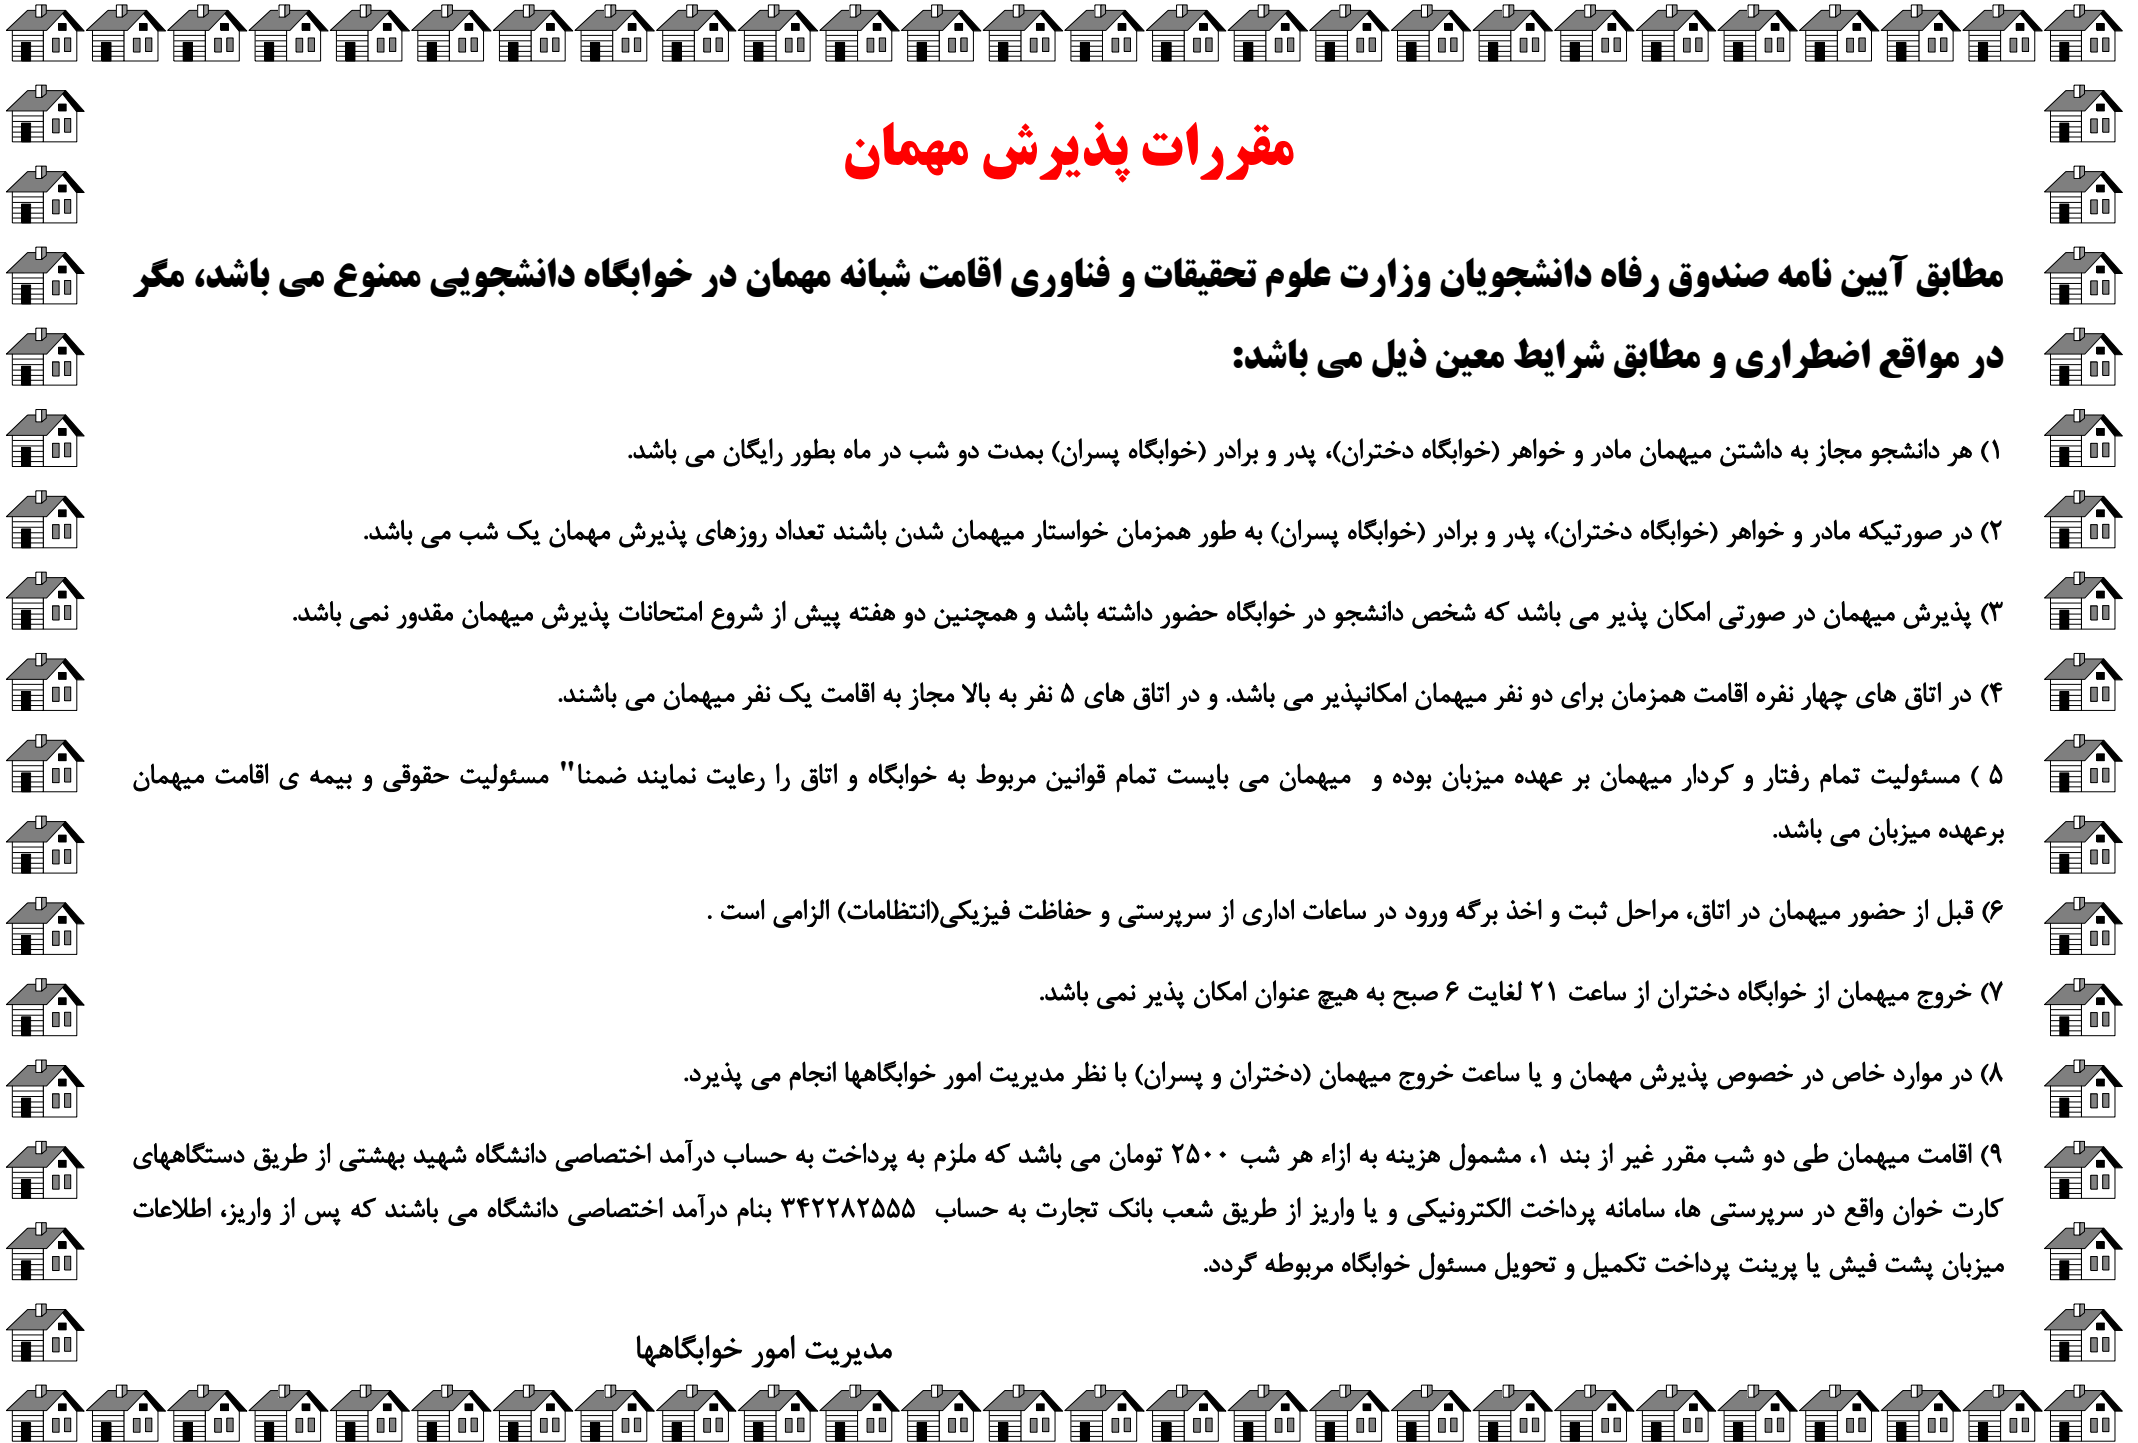 مقررات پذیرش مهمان
مطابق آیین نامه صندوق رفاه دانشجویان وزارت علوم تحقیقات و فناوری اقامت شبانه مهمان در خوابگاه دانشجویی ممنوع می باشد، مگر
در مواقع اضطراری و مطابق شرایط معین ذیل می باشد:
۱) هر دانشجو مجاز به داشتن میهمان مادر و خواهر (خوابگاه دختران)، پدر و برادر (خوابگاه پسران) بمدت دو شب در ماه بطور رایگان می باشد.
۲) در صورتیکه مادر و خواهر (خوابگاه دختران)، پدر و برادر (خوابگاه پسران) به طور همزمان خواستار میهمان شدن باشند تعداد روزهای پذیرش مهمان یک شب می باشد.
۳) پذیرش میهمان در صورتی امکان پذیر می باشد که شخص دانشجو در خوابگاه حضور داشته باشد و همچنین دو هفته پیش از شروع امتحانات پذیرش میهمان مقدور نمی باشد.
۴) در اتاق های چهار نفره اقامت همزمان برای دو نفر میهمان امکانپذیر می باشد. و در اتاق های ۵ نفر به بالا مجاز به اقامت یک نفر میهمان می باشند.
۵ ) مسئولیت تمام رفتار و کردار میهمان بر عهده میزبان بوده و میهمان می بایست تمام قوانین مربوط به خوابگاه و اتاق را رعایت نمایند ضمنا" مسئولیت حقوقی و بیمه ی اقامت میهمان
برعهده میزبان می باشد.
۶) قبل از حضور میهمان در اتاق، مراحل ثبت و اخذ برگه ورود در ساعات اداری از سرپرستی و حفاظت فیزیکی(انتظامات) الزامی است .
۷) خروج میهمان از خوابگاه دختران از ساعت ۲۱ لغایت ۶ صبح به هیچ عنوان امکان پذیر نمی باشد.
۸) در موارد خاص در خصوص پذیرش مهمان و یا ساعت خروج میهمان (دختران و پسران) با نظر مدیریت امور خوابگاهها انجام می پذیرد.
۹) اقامت میهمان طی دو شب مقرر غیر از بند ۱، مشمول هزینه به ازاء هر شب ۲۵۰۰ تومان می باشد که ملزم به پرداخت به حساب درآمد اختصاصی دانشگاه شهید بهشتی از طریق دستگاههای
کارت خوان واقع در سرپرستی ها، سامانه پرداخت الکترونیکی و یا واریز از طریق شعب بانک تجارت به حساب ۳۴۲۲۸۲۵۵۵ بنام درآمد اختصاصی دانشگاه می باشند که پس از واریز، اطلاعات
میزبان پشت فیش یا پرینت پرداخت تکمیل و تحویل مسئول خوابگاه مربوطه گردد.
مدیریت امور خوابگاهها